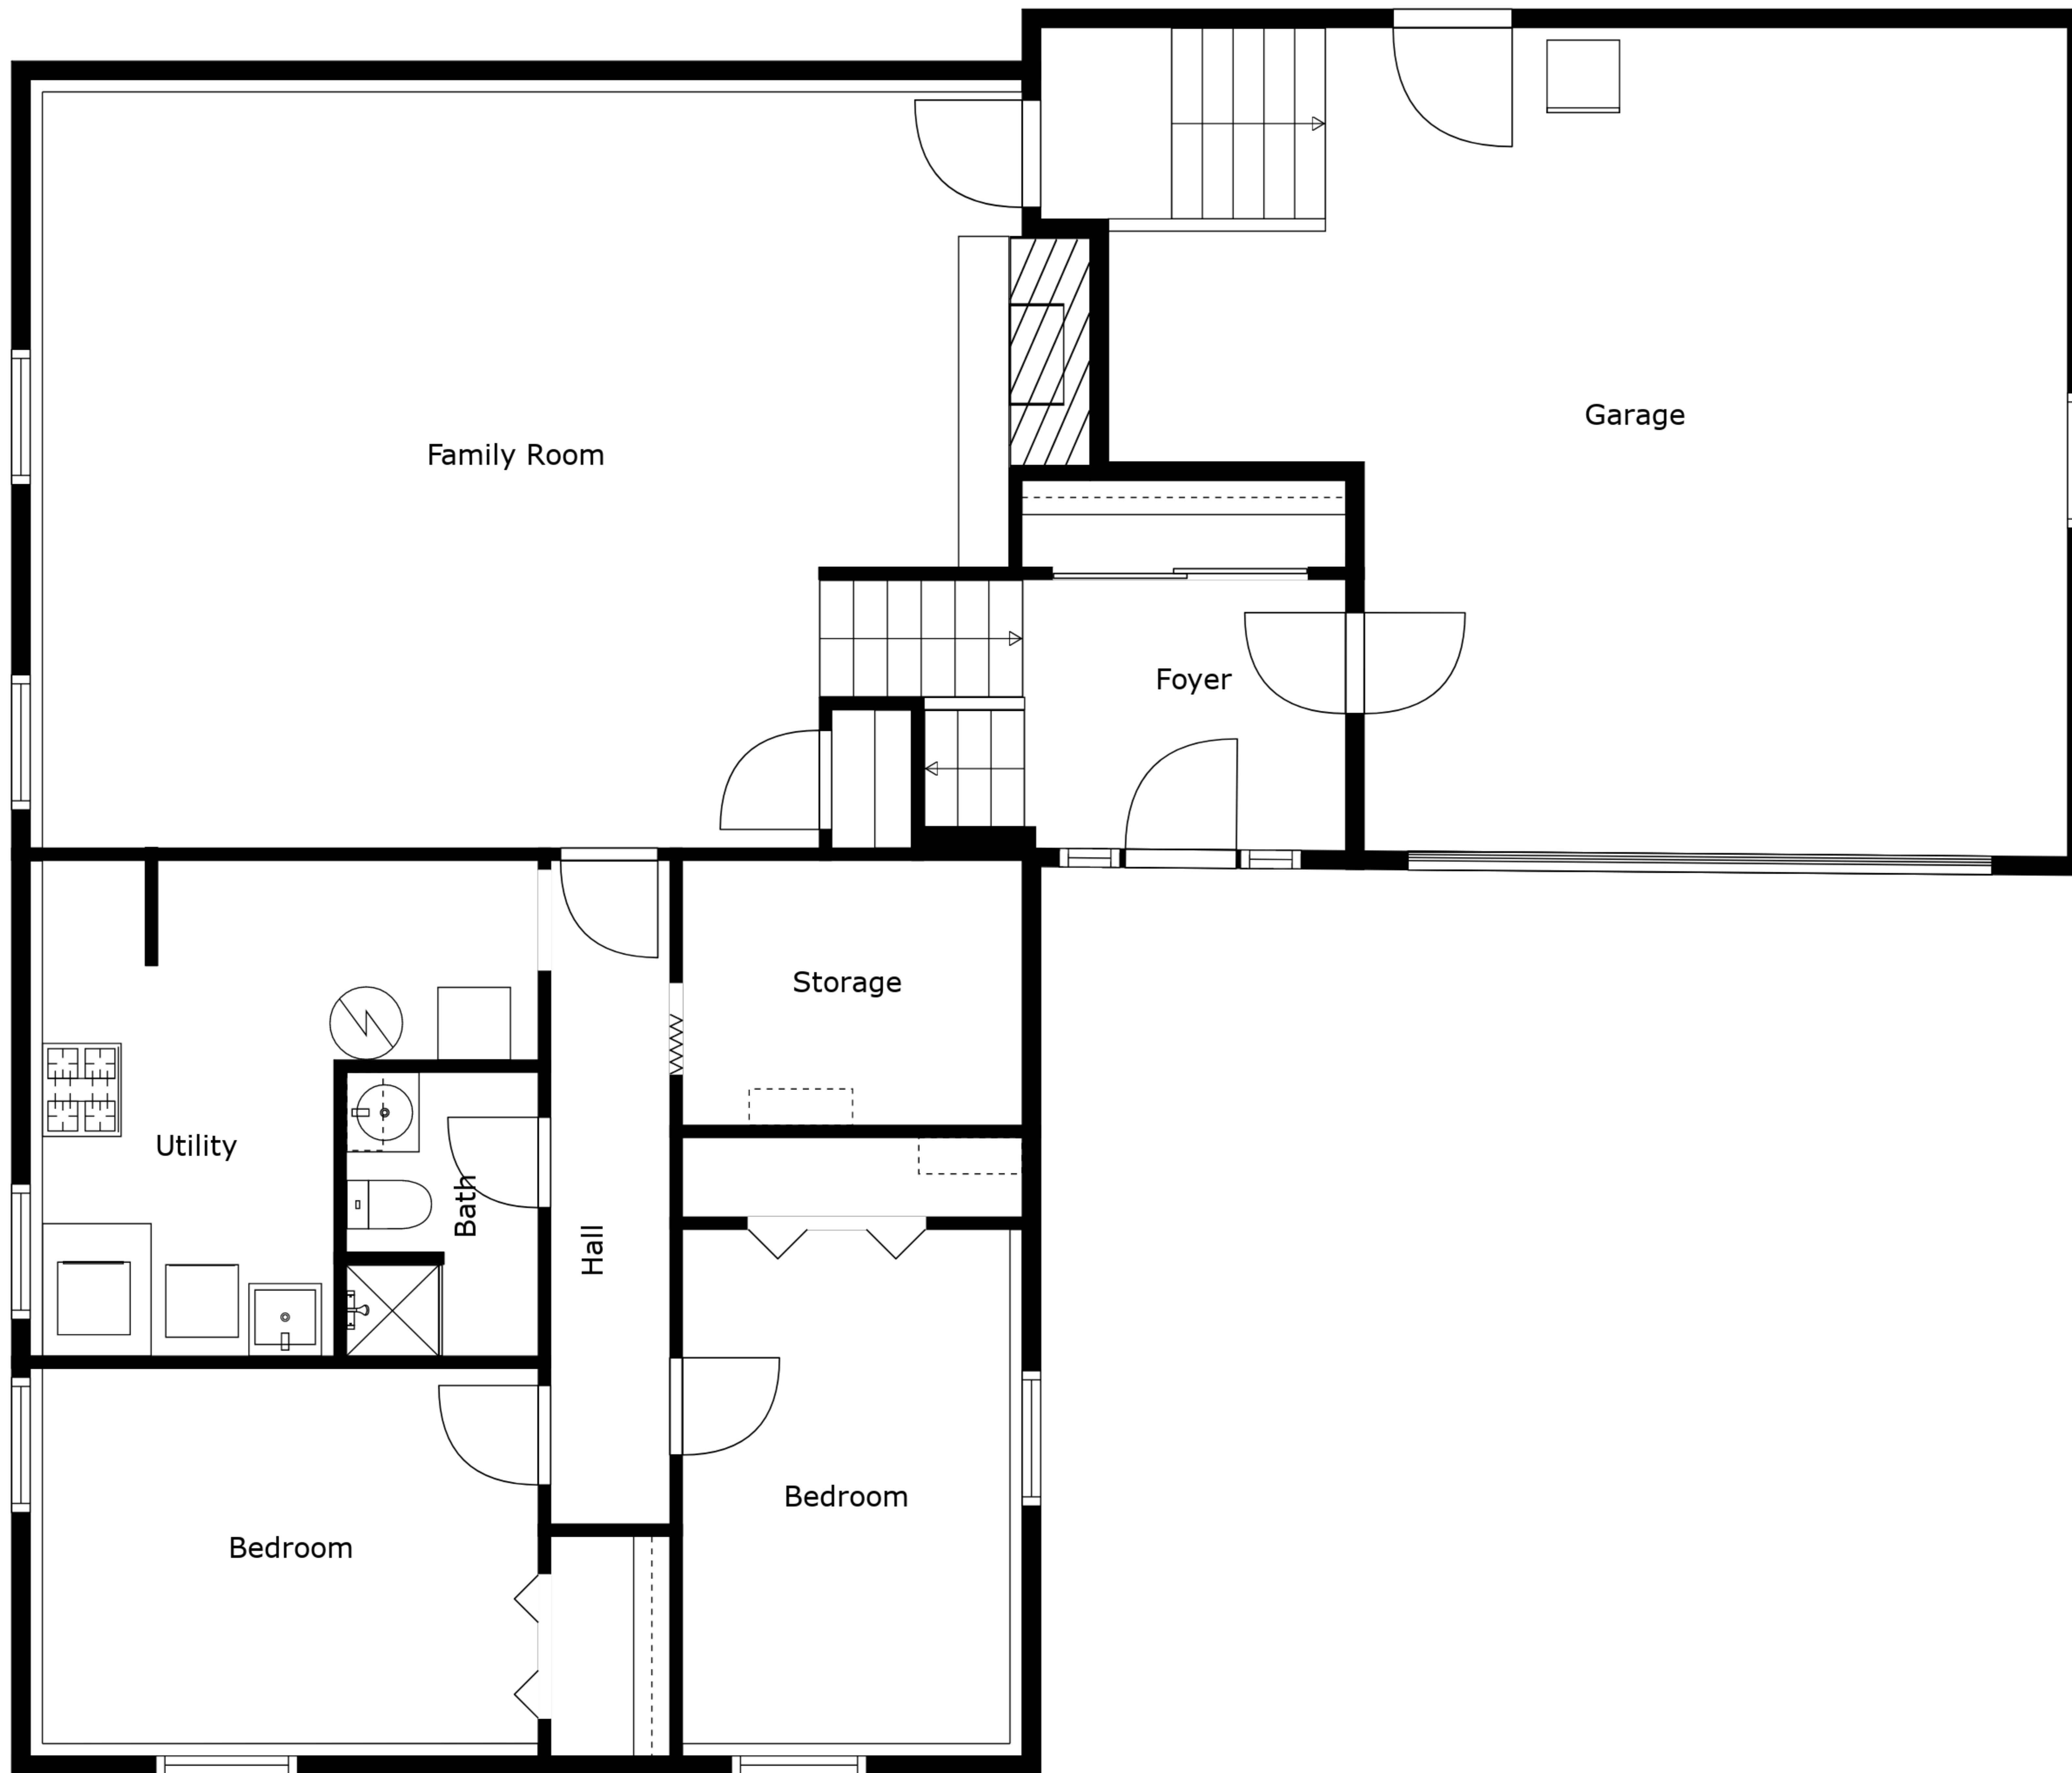 Garage
Family Room
Foyer
Storage
Utility
Bath
Hall
Bedroom
Bedroom